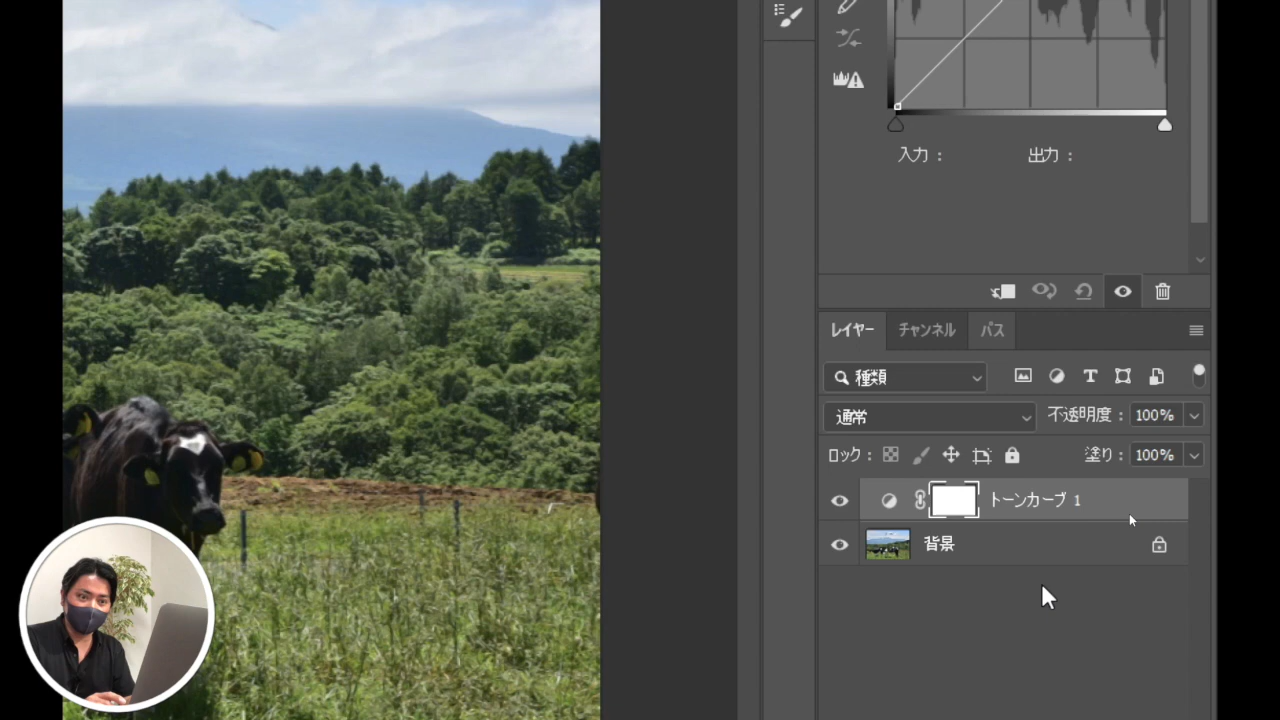 入力 :
出力 :
レイヤー
チャンネル
パス
種類
通常
不透明度 : 100%
ロック :
塗り : 100%
トーンカーブ 1
背景